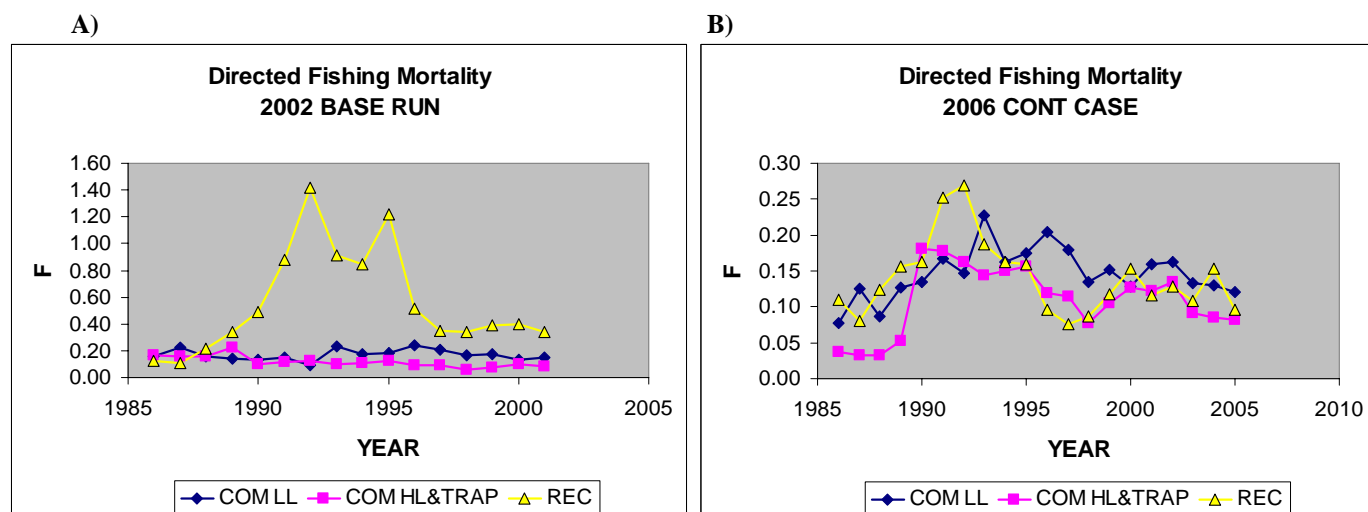 A)
Directed Fishing Mortality
2002 BASE RUN
1.60
1.40
1.20
1.00
0.80
0.60
0.40
0.20
0.00
F
1985 1990 1995 2000 2005
YEAR
COM LL COM HL&TRAP REC
B)
Directed Fishing Mortality
2006 CONT CASE
0.30
0.25
0.20
0.15
0.10
0.05
0.00
F
1985 1990 1995 2000 2005 2010
YEAR
COM LL COM HL&TRAP REC